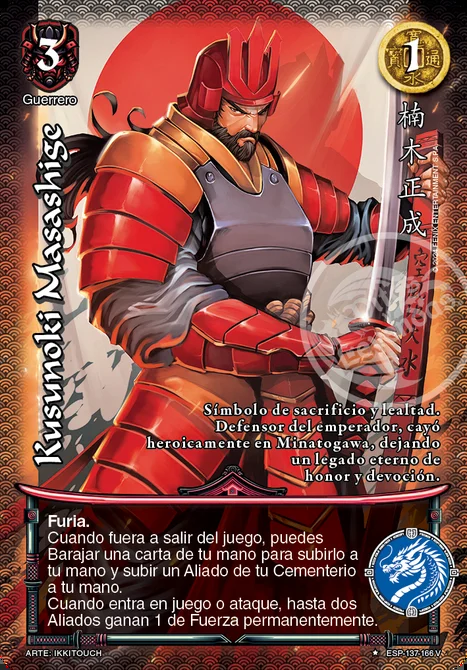 3
Guerrero
1
寛
通
Kusunoki Masashige
楠木正成
Símbolo de sacrificio y lealtad.
Defensor del emperador, cayó
heroicamente en Minatogawa, dejando
un legado eterno de
honor y devoción.
Furia.
Cuando fuera a salir del juego, puedes
Barajar una carta de tu mano para subirlo a
tu mano y subir un Aliado de tu Cementerio
a tu mano.
Cuando entra en juego o ataque, hasta dos
Aliados ganan 1 de Fuerza permanentemente.
ARTE: IKKITOUCH
ESP-137-166 V